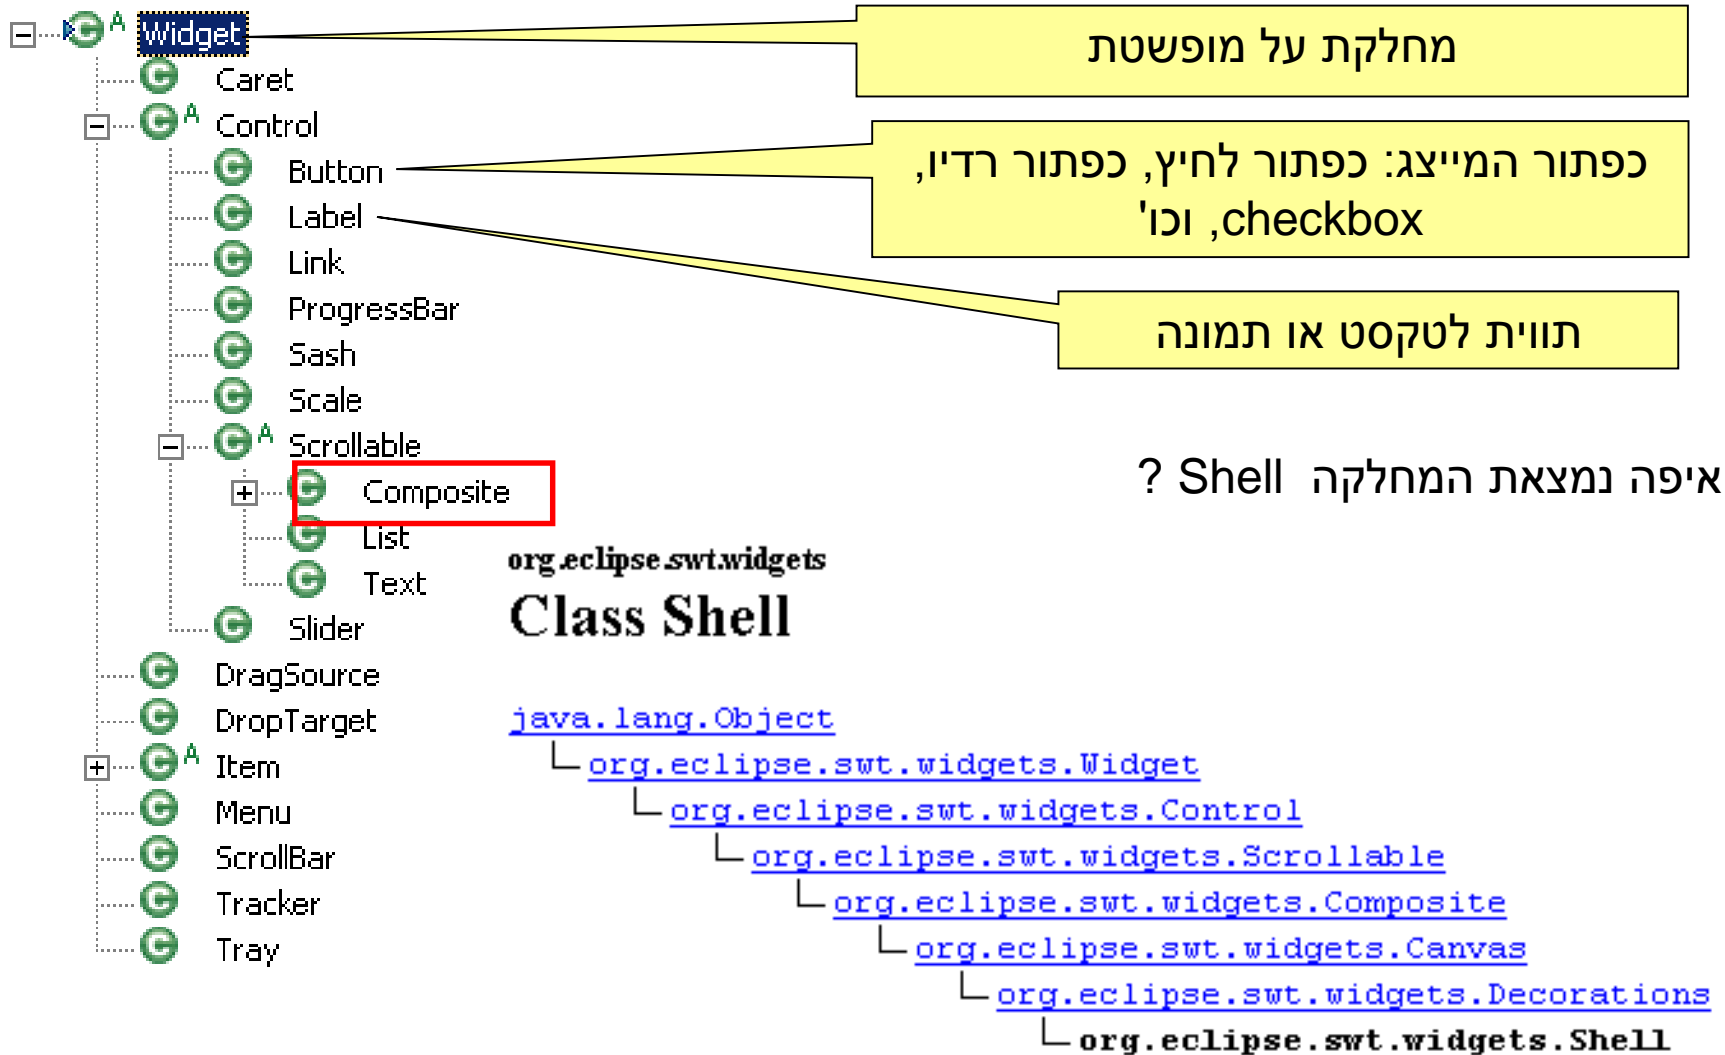 Widget
מחלקת על מופשטת
Caret
Control
כפתור המייצג: כפתור לחיץ, כפתור רדיו,
checkbox, וכו'
Button
Label
Link
תווית לטקסט או תמונה
ProgressBar
Sash
Scale
Scrollable
איפה נמצאת המחלקה Shell ?
Composite
List
Text
Slider
DragSource
DropTarget
Item
Menu
ScrollBar
Tracker
Tray
org.eclipse.swt.widgets
Class Shell
java.lang.Object
org.eclipse.swt.widgets.Widget
org.eclipse.swt.widgets.Control
org.eclipse.swt.widgets.Scrollable
org.eclipse.swt.widgets.Composite
org.eclipse.swt.widgets.Canvas
org.eclipse.swt.widgets.Decorations
org.eclipse.swt.widgets.Shell